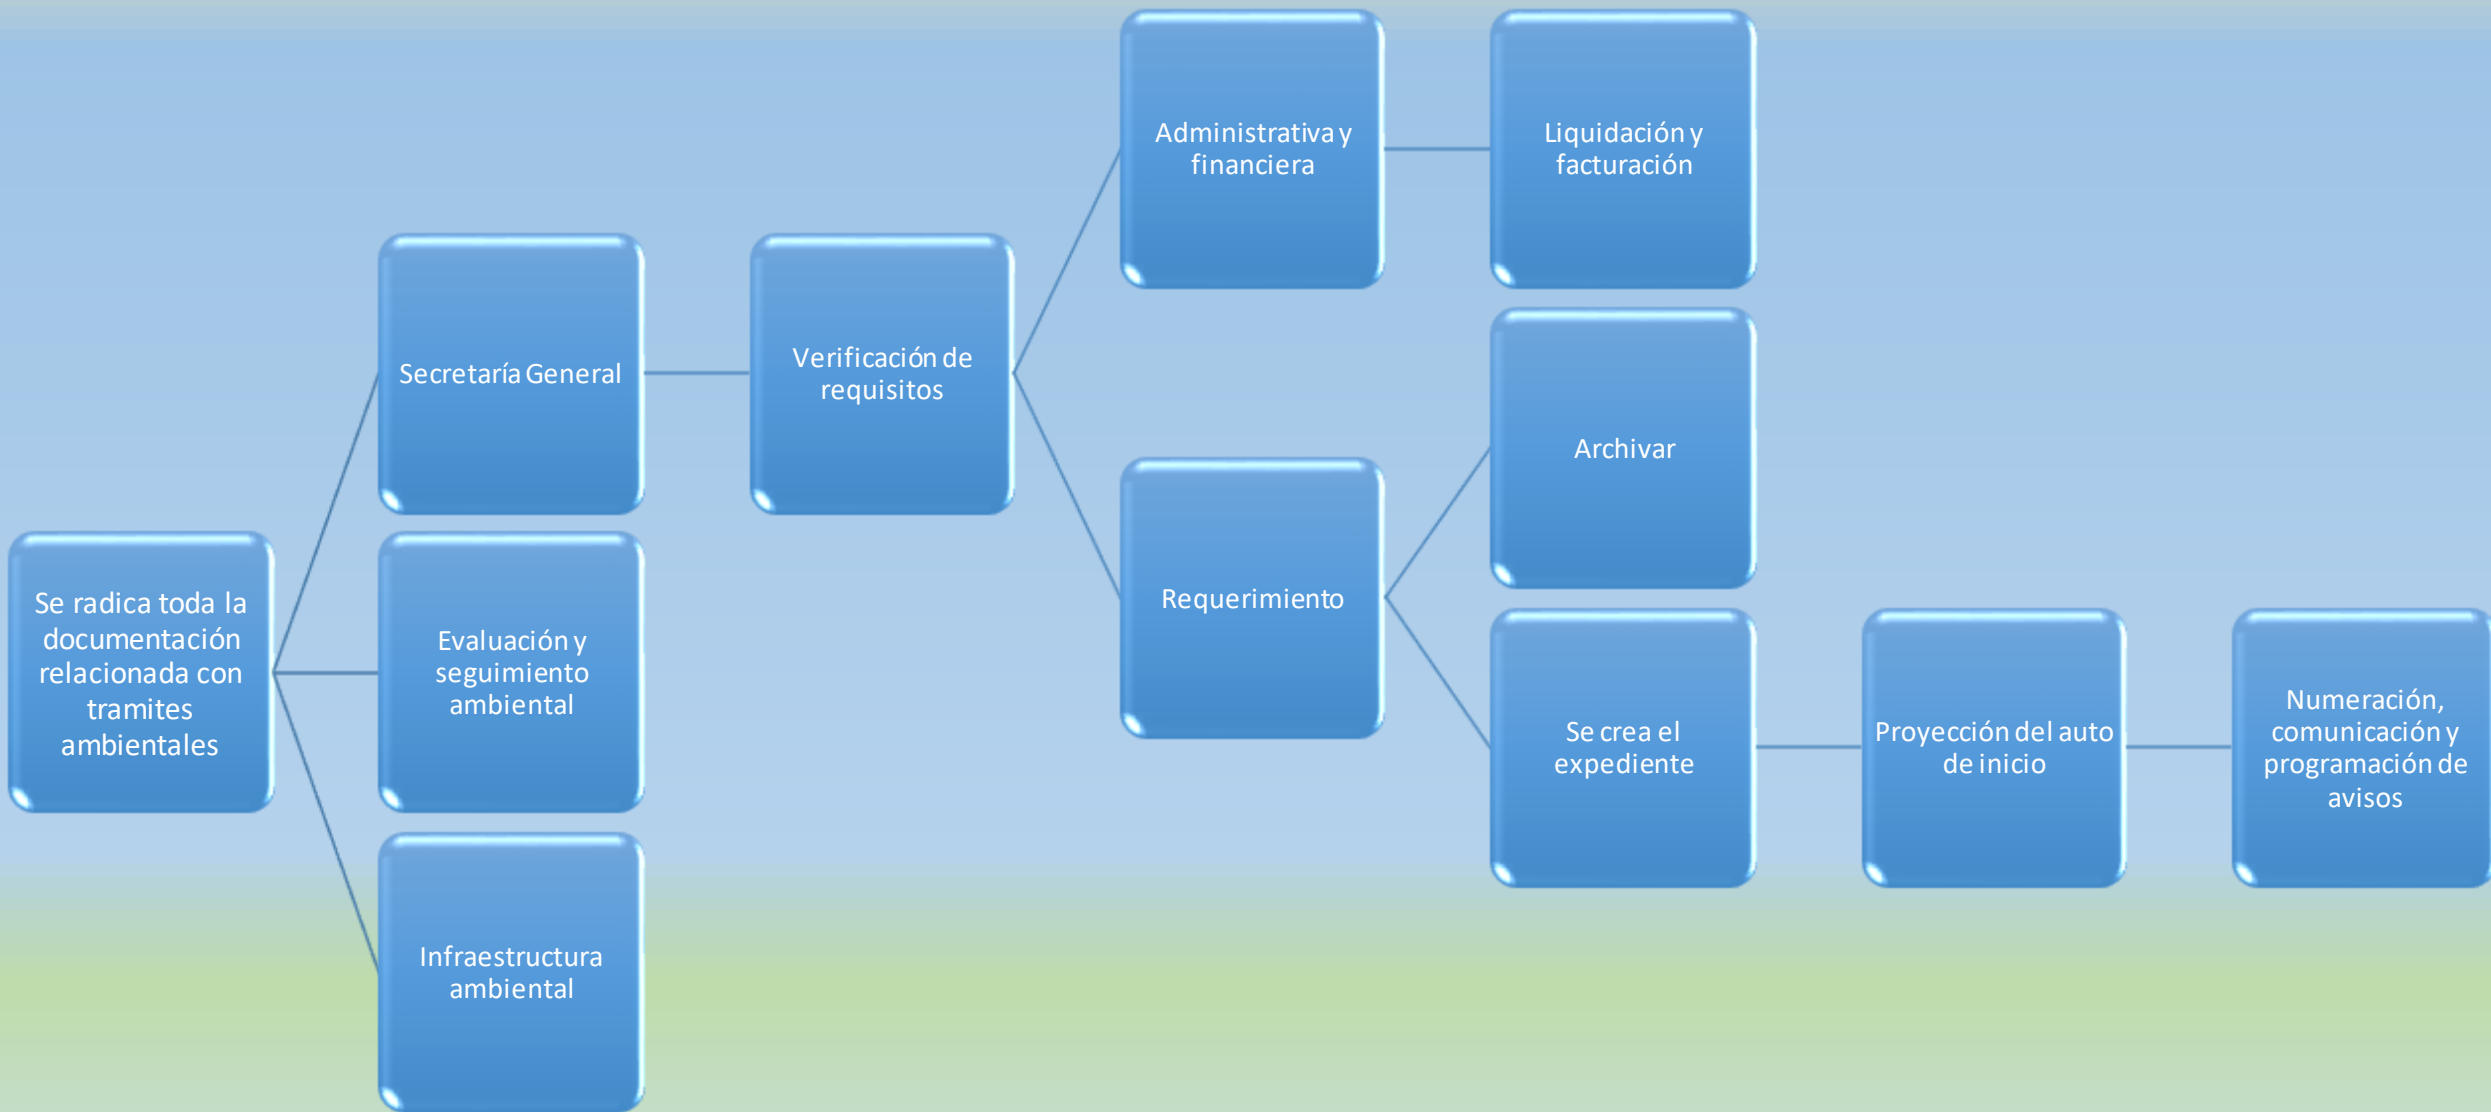 Se radica toda la
documentación
relacionada con
tramites
ambientales
Secretaría General
Evaluación y
seguimiento
ambiental
Infraestructura
ambiental
Verificación de
requisitos
Administrativa y
financiera
Requerimiento
Liquidación y
facturación
Archivar
Se crea el
expediente
Proyección del auto
de inicio
Numeración,
comunicación y
programación de
avisos